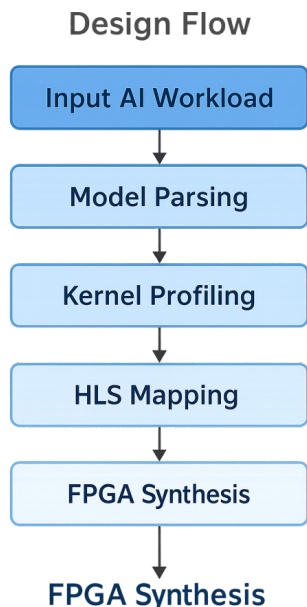 Design Flow
Input AI Workload
Model Parsing
Kernel Profiling
HLS Mapping
FPGA Synthesis
FPGA Synthesis